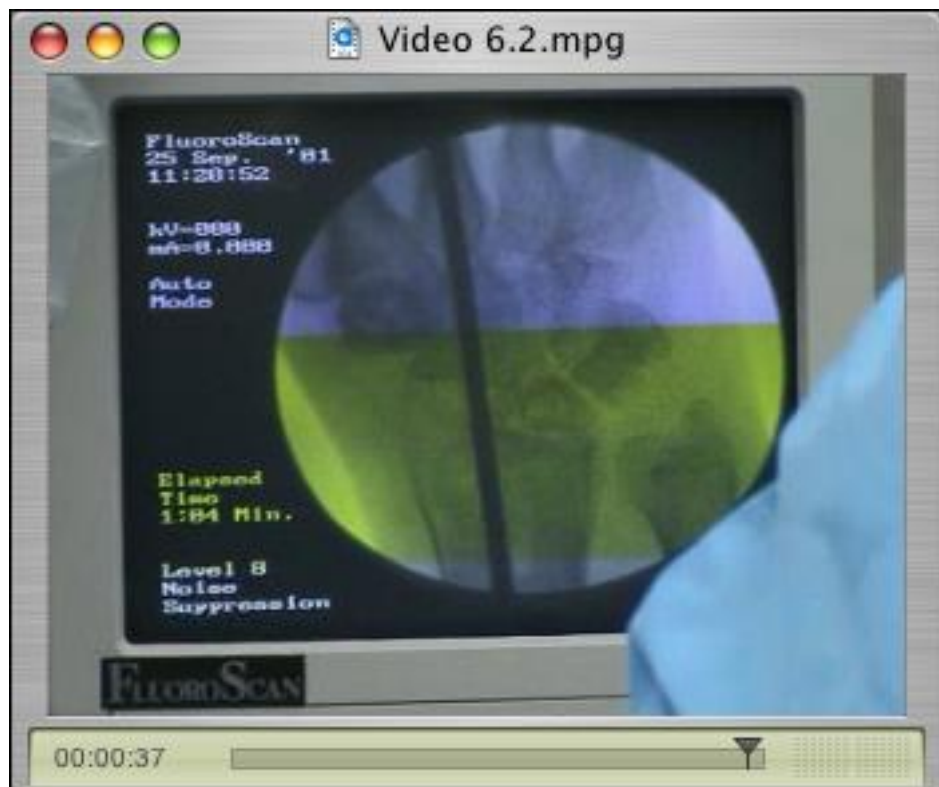 Video 6.2.mpg
FluoroScan
25 Sep. '01
11:20:52
kV=000
mA=0.000
Auto
Mode
Elapsed
Time
1:04 Min.
Level 8
Noise
Suppression
FLUOROSCAN
00:00:37